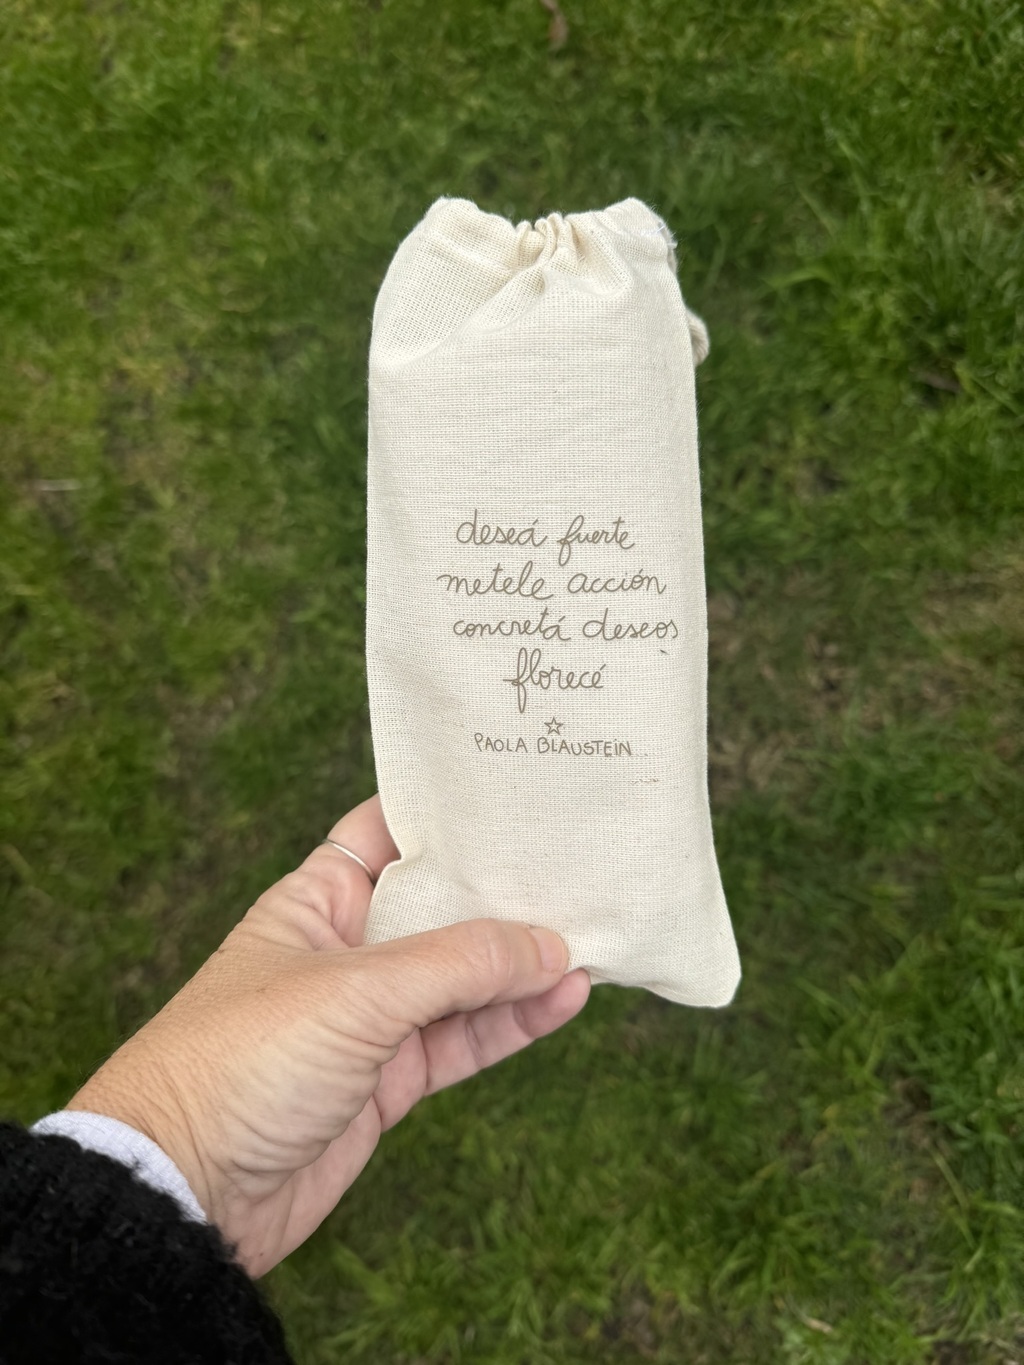 deseá fuerte
metele acción
concretá deseos
florecé
PAOLA BLAUSTEIN